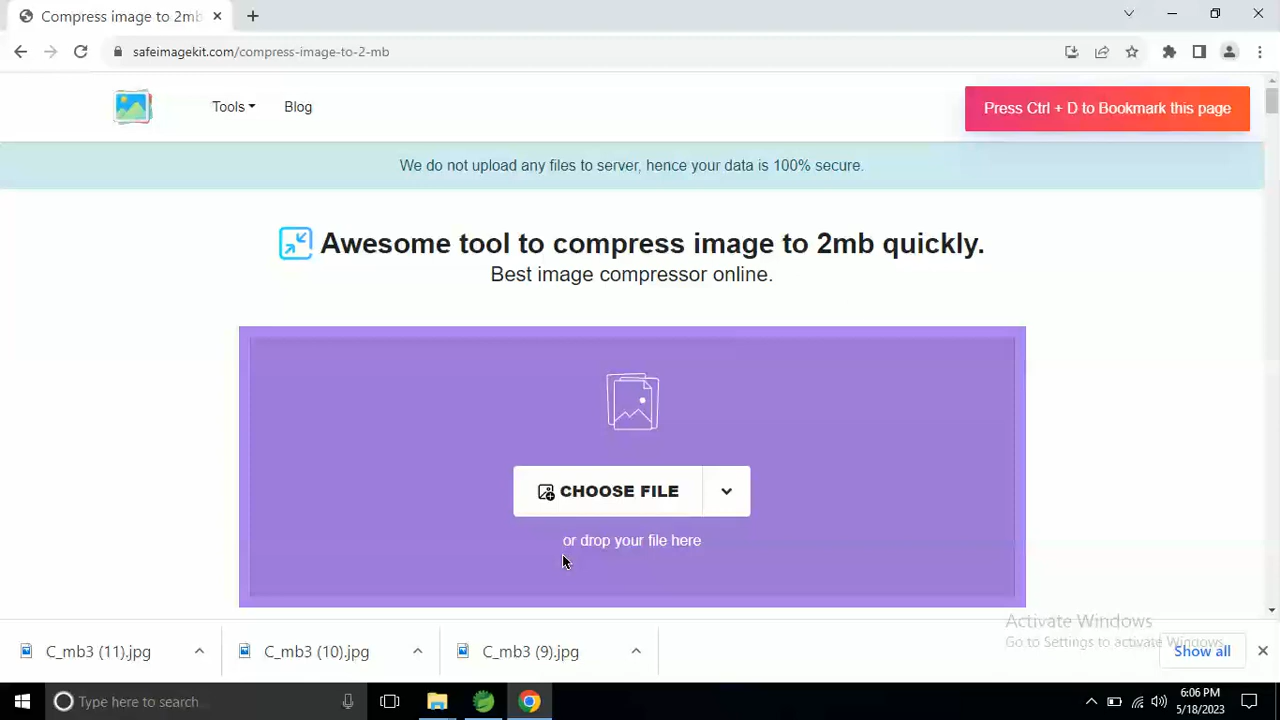 Compress image to 2mb
safeimagekit.com/compress-image-to-2-mb
Tools
Blog
Press Ctrl + D to Bookmark this page
We do not upload any files to server, hence your data is 100% secure.
Awesome tool to compress image to 2mb quickly.
Best image compressor online.
CHOOSE FILE
or drop your file here
Activate Windows
Go to Settings to activate Windows.
C_mb3 (11).jpg
C_mb3 (10).jpg
C_mb3 (9).jpg
Show all
Type here to search
6:06 PM
5/18/2023